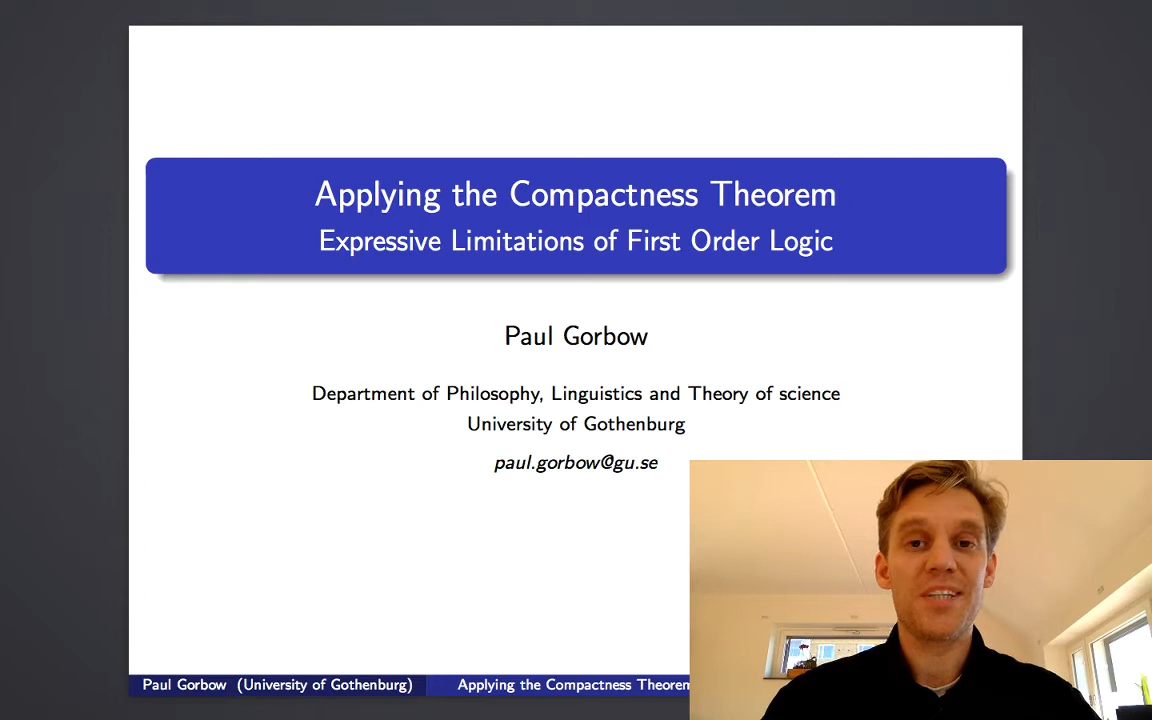 Applying the Compactness Theorem
Expressive Limitations of First Order Logic
Paul Gorbow
Department of Philosophy, Linguistics and Theory of science
University of Gothenburg
paul.gorbow@gu.se
Paul Gorbow (University of Gothenburg)
Applying the Compactness Theorem